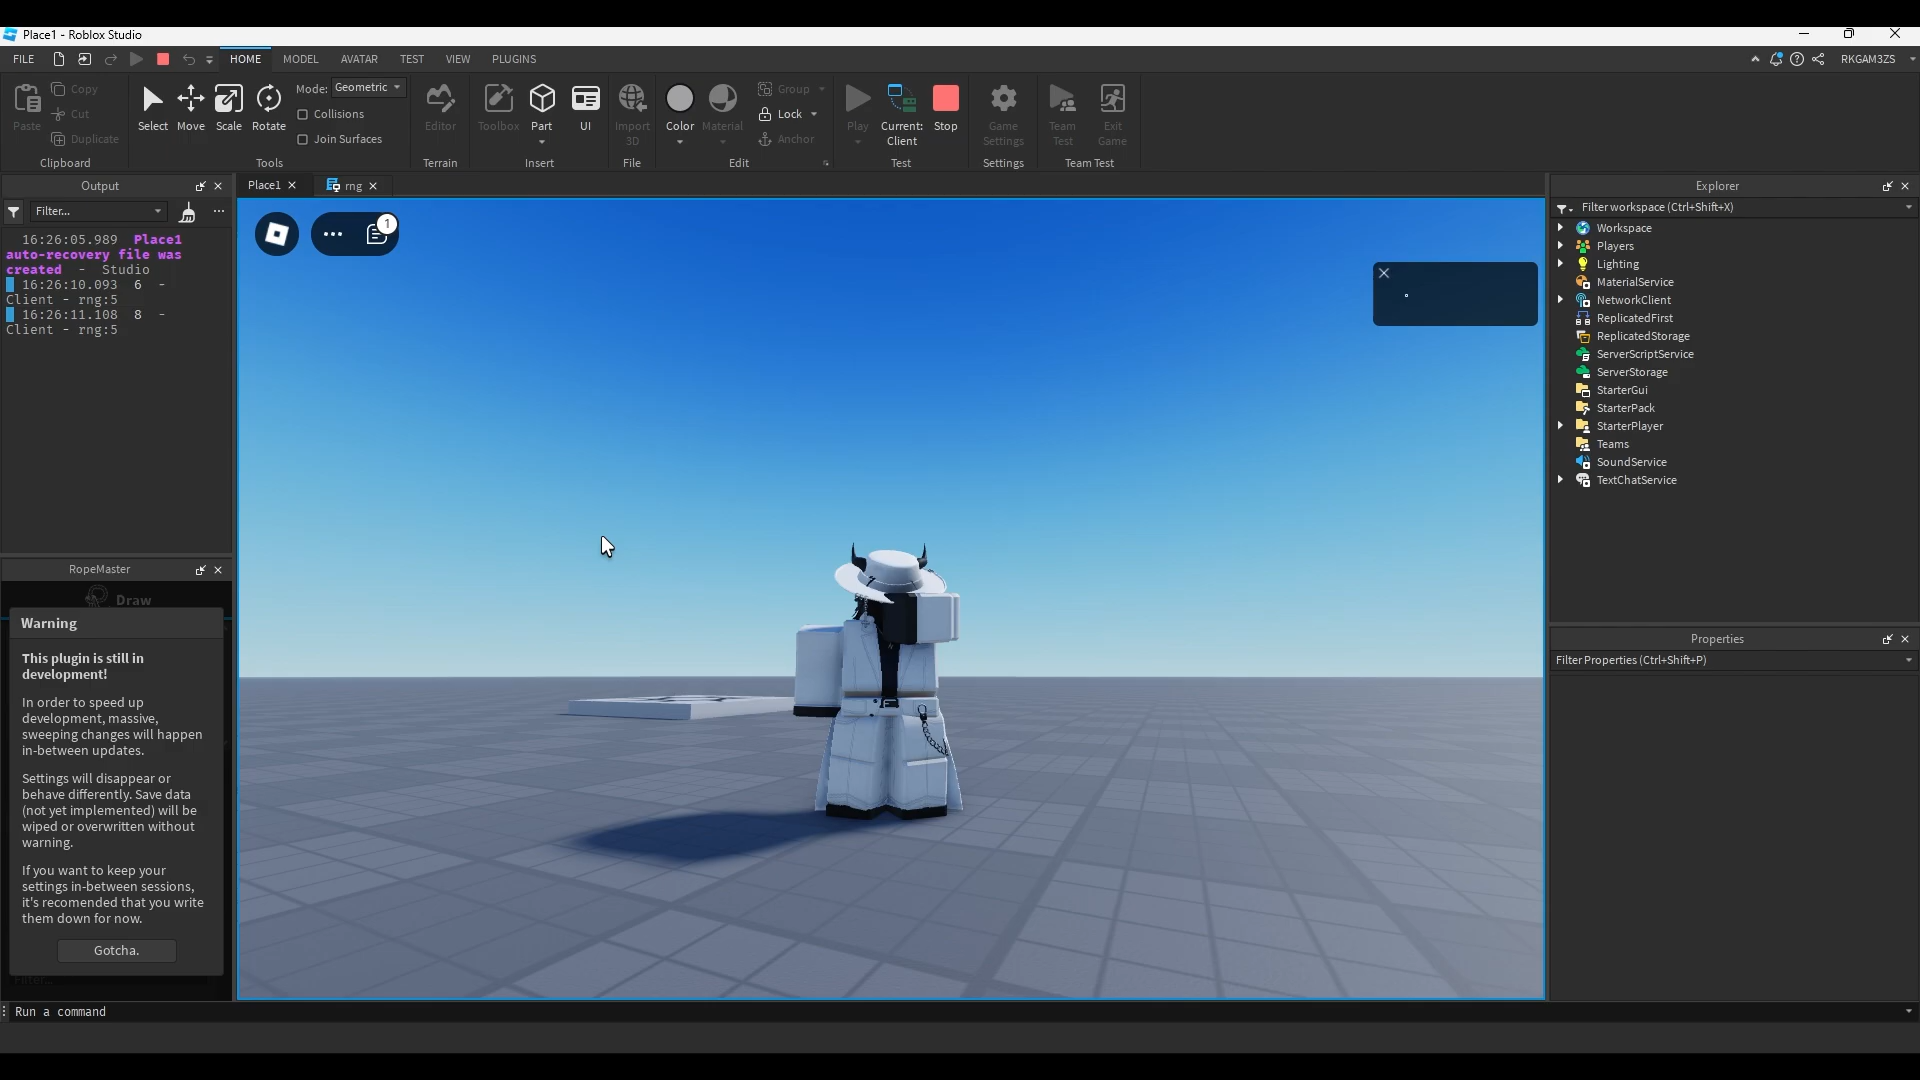 Place1 - Roblox Studio
FILE HOME MODEL AVATAR TEST VIEW PLUGINS RKGAM3ZS
Paste Copy Cut Duplicate
Clipboard
Select Move Scale Rotate
Mode: Geometric
Collisions
Join Surfaces
Tools
Editor
Terrain
Toolbox Part UI
Insert
Import 3D
File
Color Material
Group
Lock
Anchor
Edit
Play Current: Client Stop
Test
Game Settings
Settings
Team Test Exit Game
Team Test
Output
Filter...
16:26:05.989 Place1
auto-recovery file was
created - Studio
16:26:10.093 6 -
Client - rng:5
16:26:11.108 8 -
Client - rng:5
RopeMaster
Draw
Warning
This plugin is still in
development!
In order to speed up
development, massive,
sweeping changes will happen
in-between updates.
Settings will disappear or
behave differently. Save data
(not yet implemented) will be
wiped or overwritten without
warning.
If you want to keep your
settings in-between sessions,
it's recomended that you write
them down for now.
Gotcha.
Filter...
Place1 rng
1
Explorer
Filter workspace (Ctrl+Shift+X)
Workspace
Players
Lighting
MaterialService
NetworkClient
ReplicatedFirst
ReplicatedStorage
ServerScriptService
ServerStorage
StarterGui
StarterPack
StarterPlayer
Teams
SoundService
TextChatService
Properties
Filter Properties (Ctrl+Shift+P)
Run a command